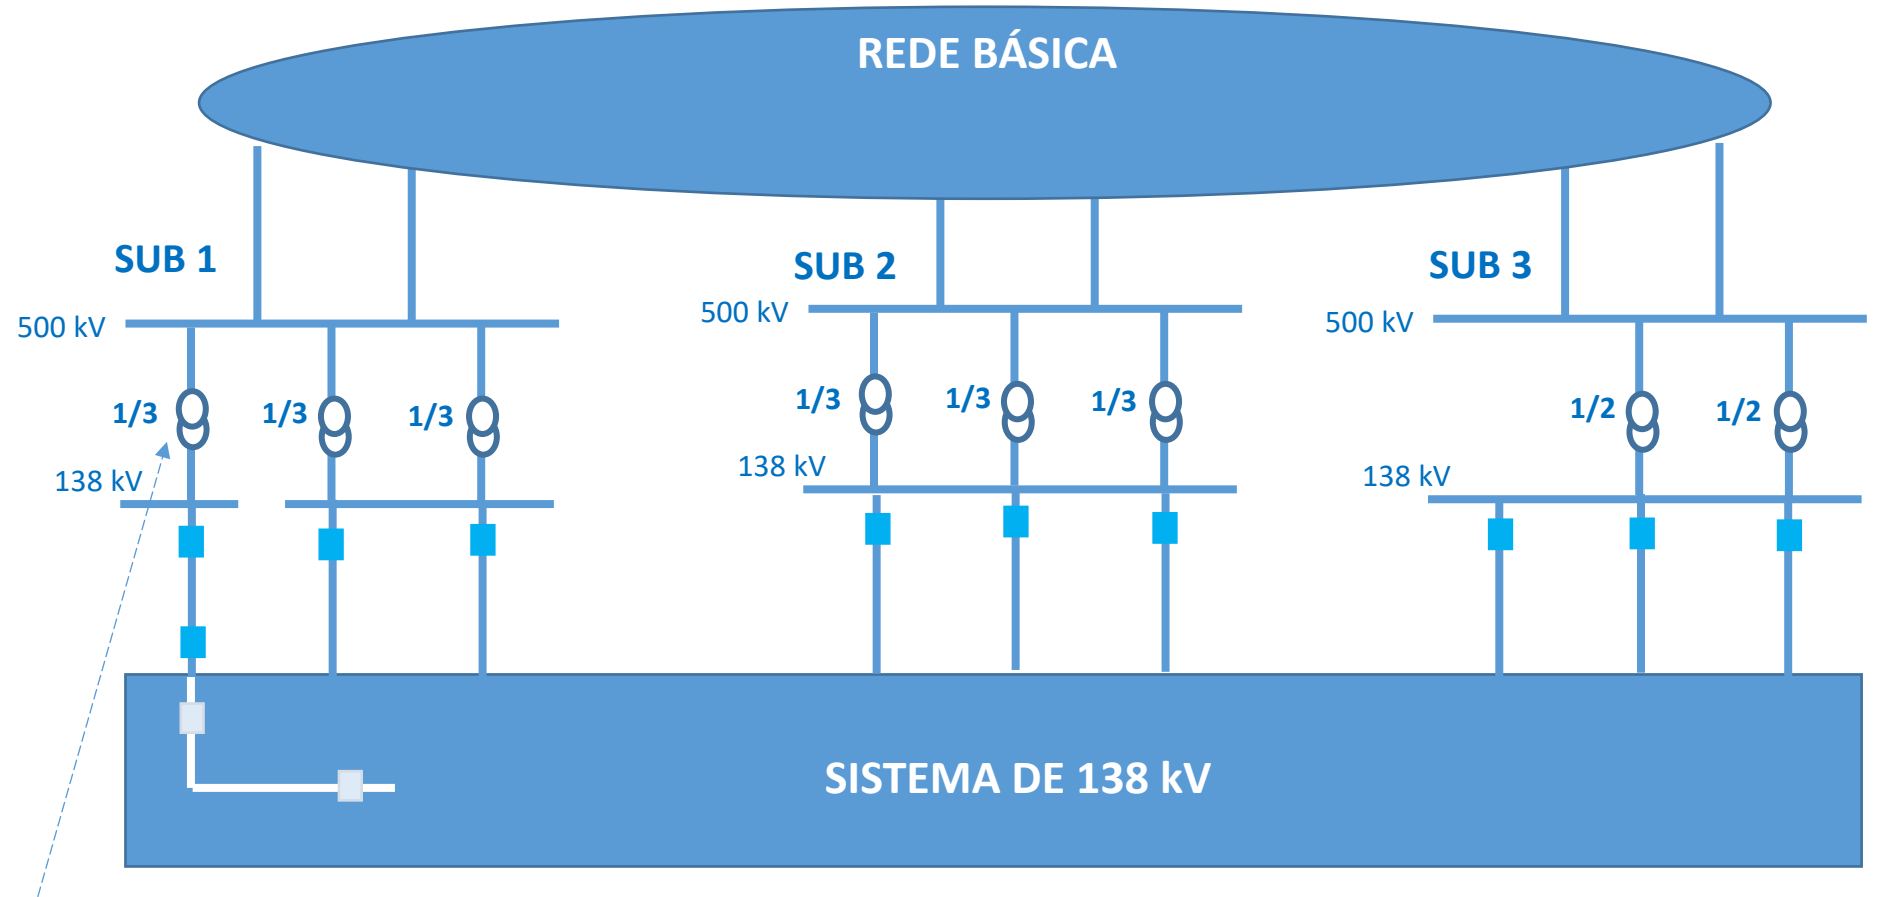 REDE BÁSICA
SUB 1
SUB 2
SUB 3
500 kV
500 kV
500 kV
1/3
1/3
1/3
1/3
1/3
1/3
1/2
1/2
138 kV
138 kV
138 kV
SISTEMA DE 138 kV